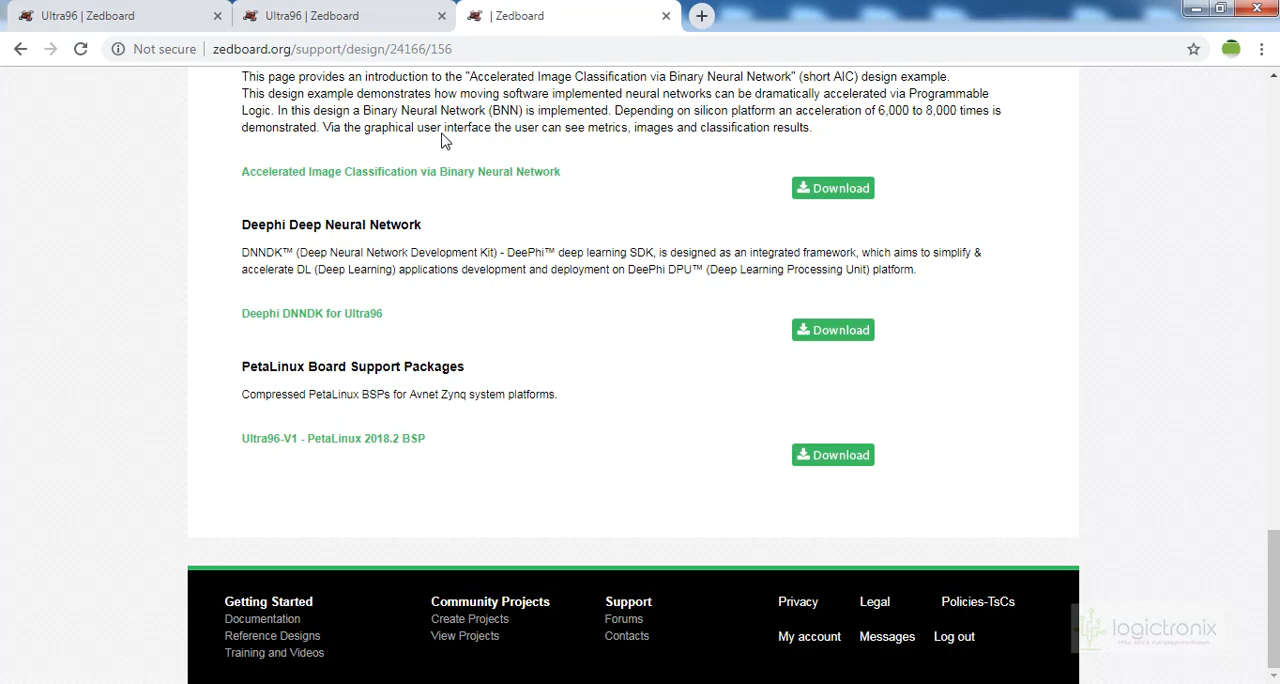 Ultra96 | Zedboard
Ultra96 | Zedboard
| Zedboard
Not secure
zedboard.org/support/design/24166/156
This page provides an introduction to the "Accelerated Image Classification via Binary Neural Network" (short AIC) design example.
This design example demonstrates how moving software implemented neural networks can be dramatically accelerated via Programmable
Logic. In this design a Binary Neural Network (BNN) is implemented. Depending on silicon platform an acceleration of 6,000 to 8,000 times is
demonstrated. Via the graphical user interface the user can see metrics, images and classification results.
Accelerated Image Classification via Binary Neural Network
Download
Deephi Deep Neural Network
DNNDK™ (Deep Neural Network Development Kit) - DeePhi™ deep learning SDK, is designed as an integrated framework, which aims to simplify &
accelerate DL (Deep Learning) applications development and deployment on DeePhi DPU™ (Deep Learning Processing Unit) platform.
Deephi DNNDK for Ultra96
Download
PetaLinux Board Support Packages
Compressed PetaLinux BSPs for Avnet Zynq system platforms.
Ultra96-V1 - PetaLinux 2018.2 BSP
Download
Getting Started
Documentation
Reference Designs
Training and Videos
Community Projects
Create Projects
View Projects
Support
Forums
Contacts
Privacy
Legal
Policies-TsCs
My account
Messages
Log out
logictronix